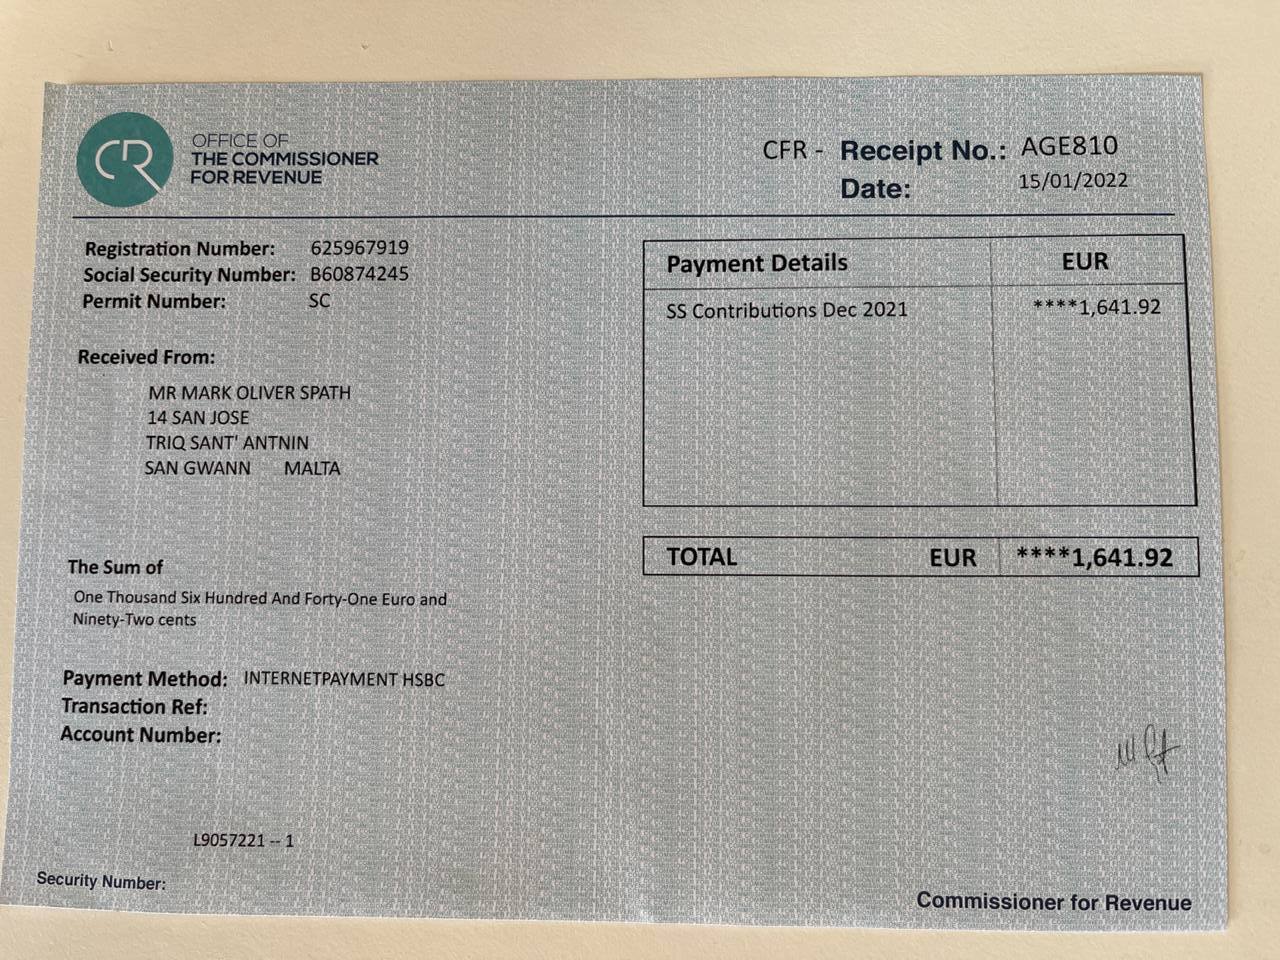 CR
OFFICE OF
THE COMMISSIONER
FOR REVENUE
CFR - Receipt No.: AGE810
Date: 15/01/2022
Registration Number: 625967919
Social Security Number: B60874245
Permit Number: SC
Received From:
MR MARK OLIVER SPATH
14 SAN JOSE
TRIQ SANT' ANTNIN
SAN GWANN MALTA
Payment Details EUR
SS Contributions Dec 2021 ****1,641.92
TOTAL EUR ****1,641.92
The Sum of
One Thousand Six Hundred And Forty-One Euro and
Ninety-Two cents
Payment Method: INTERNETPAYMENT HSBC
Transaction Ref:
Account Number:
L9057221 -- 1
Security Number:
Commissioner for Revenue